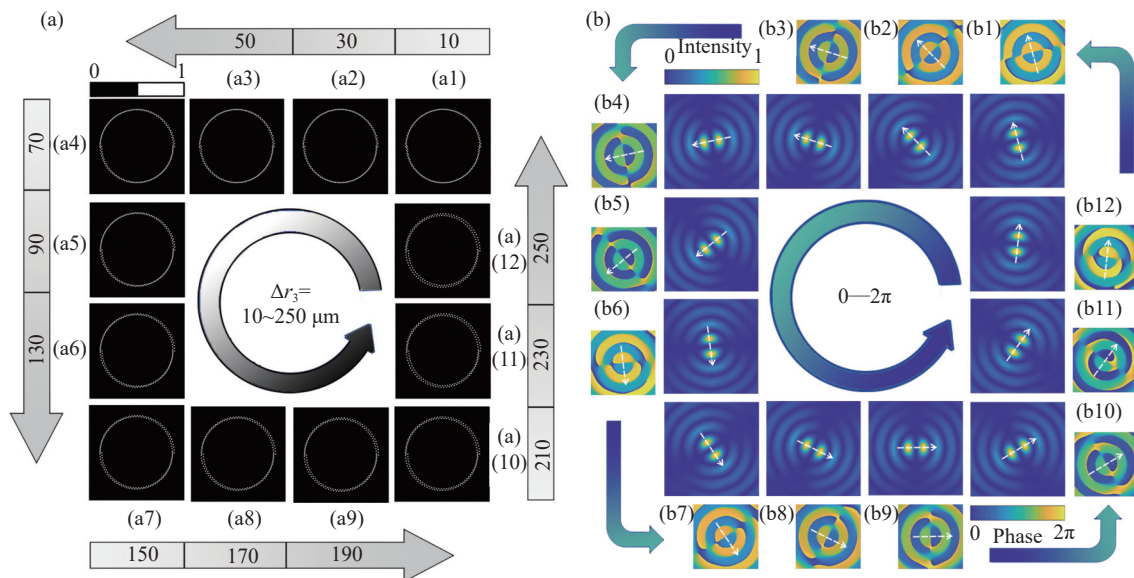 (a)
50 30 10
0 1
(a3) (a2) (a1)
70
(a4)
90
(a5)
130
(a6)
Δr₃=
10~250 μm
(a)
(12)
250
(a)
(11)
230
(a)
(10)
210
(a7) (a8) (a9)
150 170 190
(b)
(b3) (b2) (b1)
0 Intensity 1
(b4)
(b5)
(b12)
0—2π
(b6)
(b11)
(b10)
(b7) (b8) (b9)
0 Phase 2π